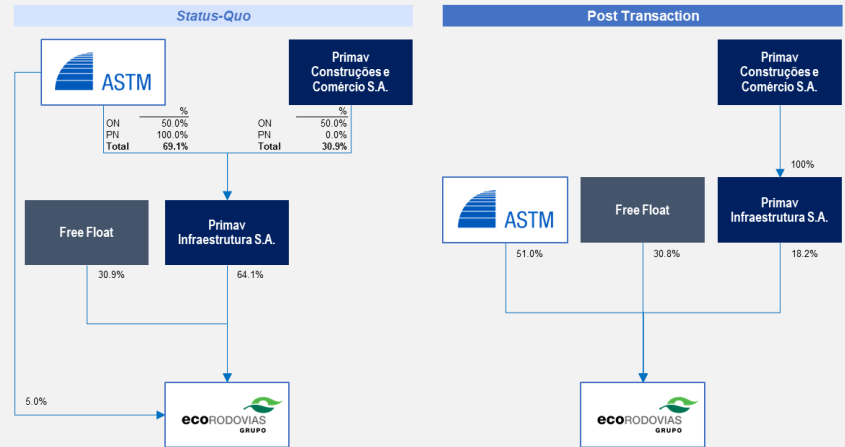 Status-Quo
Post Transaction
ASTM
Primav
Construções e
Comércio S.A.
%
ON 50.0%
PN 100.0%
Total 69.1%
%
ON 50.0%
PN 0.0%
Total 30.9%
Free Float
Primav
Infraestrutura S.A.
30.9%
64.1%
5.0%
ecoRODOVIAS
GRUPO
Primav
Construções e
Comércio S.A.
100%
ASTM
Free Float
Primav
Infraestrutura S.A.
51.0%
30.8%
18.2%
ecoRODOVIAS
GRUPO